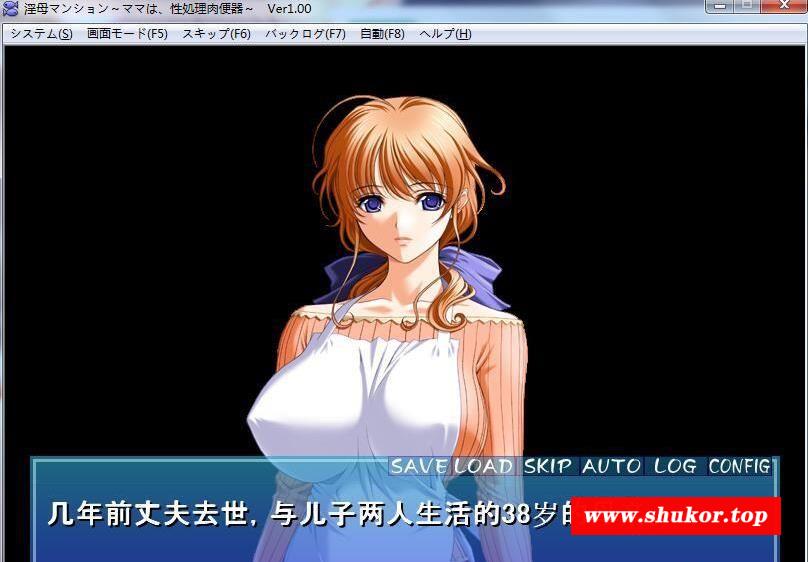 淫母マンション～ママは、性処理肉便器～ Ver1.00
システム(S) 画面モード(F5) スキップ(F6) バックログ(F7) 自動(F8) ヘルプ(H)
SAVE LOAD SKIP AUTO LOG CONFIG
几年前丈夫去世,与儿子两人生活的38岁
www.shukor.top